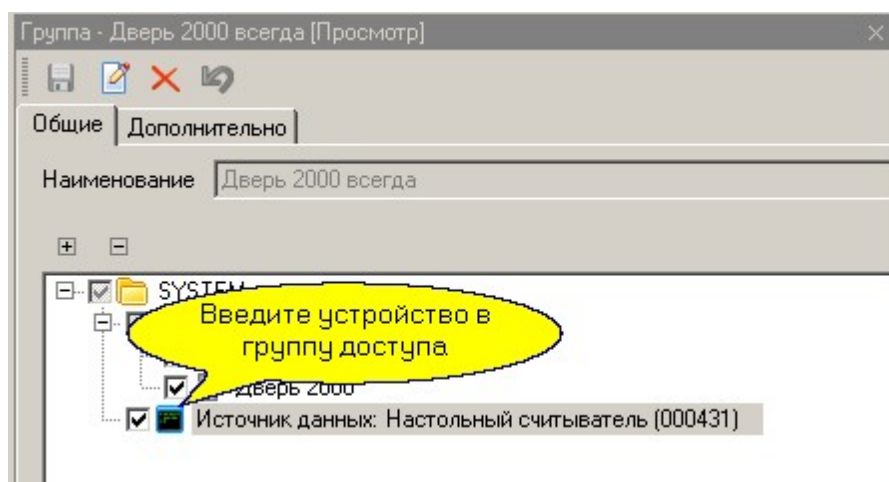 Группа - Дверь 2000 всегда [Просмотр]
Общие Дополнительно
Наименование Дверь 2000 всегда
SYSTEM
Введите устройство в
группу доступа
Дверь 2000
Источник данных: Настольный считыватель (000431)